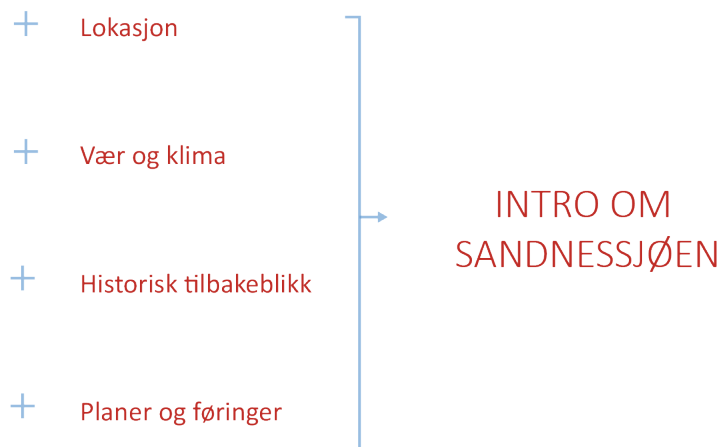 Lokasjon
Vær og klima
Historisk tilbakeblikk
Planer og føringer
INTRO OM
SANDNESSJØEN